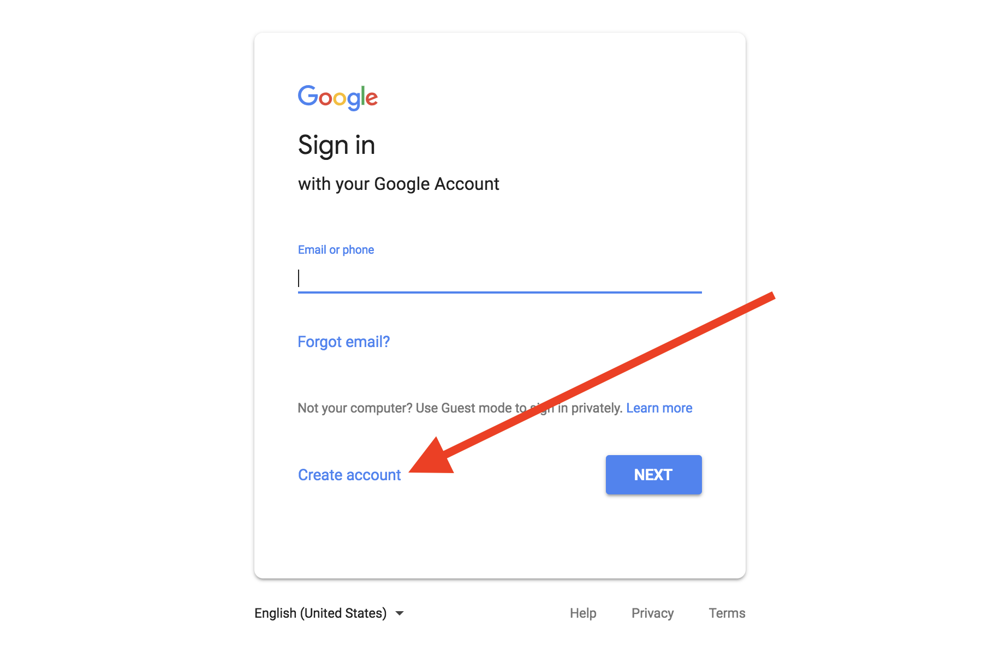 Google
Sign in
with your Google Account
Email or phone
Forgot email?
Not your computer? Use Guest mode to sign in privately. Learn more
Create account
NEXT
English (United States)
Help
Privacy
Terms